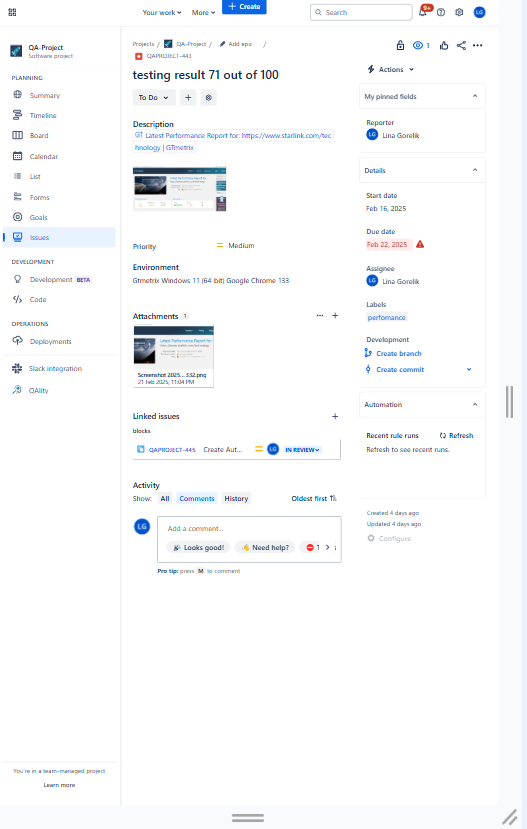 Your work
More
+ Create
Search
9+
LG
QA-Project
Software project
PLANNING
Summary
Timeline
Board
Calendar
List
Forms
Goals
Issues
DEVELOPMENT
Development BETA
Code
OPERATIONS
Deployments
Slack integration
QAlity
You're in a team-managed project
Learn more
Projects / QA-Project / Add epic /
QAPROJECT-443
1
testing result 71 out of 100
To Do
Description
Latest Performance Report for: https://www.starlink.com/tec
hnology | GTmetrix
Priority
Medium
Environment
Gtmetrix Windows 11 (64-bit) Google Chrome 133
Attachments 1
Screenshot 2025... 332.png
21 Feb 2025, 11:04 PM
Linked issues
blocks
QAPROJECT-445 Create Aut... LG IN REVIEW
Activity
Show: All Comments History Oldest first
LG
Add a comment...
Looks good!
Need help?
Pro tip: press M to comment
Actions
My pinned fields
Reporter
LG Lina Gorelik
Details
Start date
Feb 16, 2025
Due date
Feb 22, 2025
Assignee
LG Lina Gorelik
Labels
perfomance
Development
Create branch
Create commit
Automation
Recent rule runs Refresh
Refresh to see recent runs.
Created 4 days ago
Updated 4 days ago
Configure